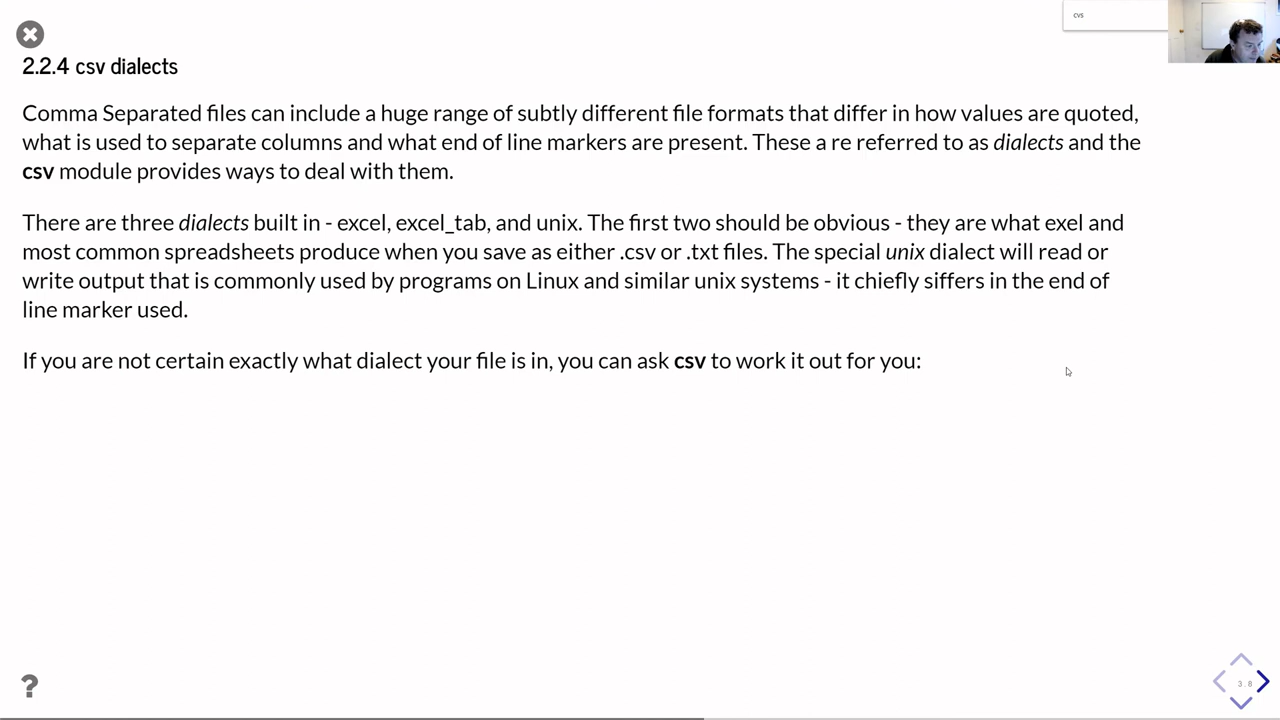 cvs
2.2.4 csv dialects
Comma Separated files can include a huge range of subtly different file formats that differ in how values are quoted,
what is used to separate columns and what end of line markers are present. These a re referred to as dialects and the
csv module provides ways to deal with them.
There are three dialects built in - excel, excel_tab, and unix. The first two should be obvious - they are what exel and
most common spreadsheets produce when you save as either .csv or .txt files. The special unix dialect will read or
write output that is commonly used by programs on Linux and similar unix systems - it chiefly siffers in the end of
line marker used.
If you are not certain exactly what dialect your file is in, you can ask csv to work it out for you:
?
3.8